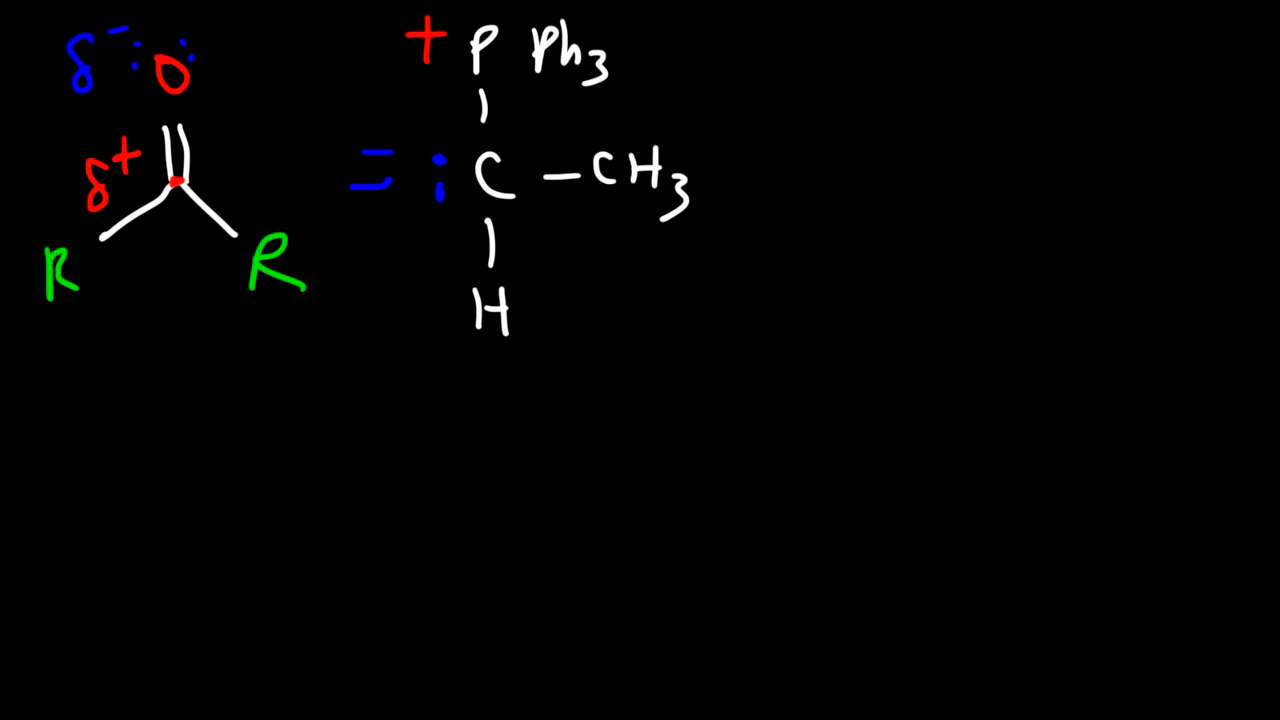 δ- :O:
δ+
R R
+ P Ph3
= : C - CH3
H